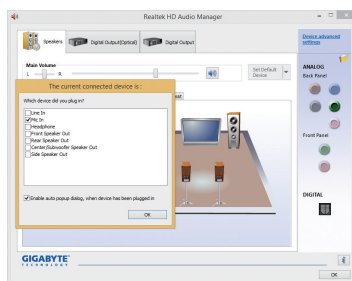 Realtek HD Audio Manager
Speakers
Digital Output(Optical)
Digital Output
Device advanced
settings
Main Volume
L
R
Set Default
Device
ANALOG
Back Panel
The current connected device is :
Which device did you plug in?
Line In
Mic In
Headphone
Front Speaker Out
Rear Speaker Out
Center/Subwoofer Speaker Out
Side Speaker Out
Enable auto popup dialog, when device has been plugged in
OK
Front Panel
DIGITAL
GIGABYTE
TECHNOLOGY
OK